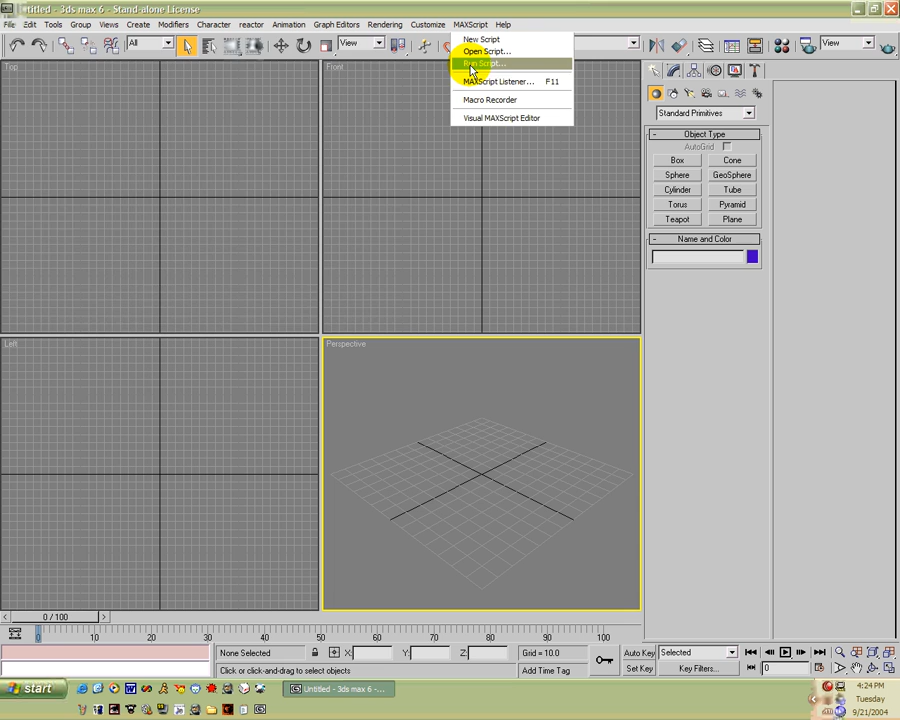 Untitled - 3ds max 6 - Stand-alone License
File Edit Tools Group Views Create Modifiers Character reactor Animation Graph Editors Rendering Customize MAXScript Help
All View View
New Script
Open Script...
Run Script...
MAXScript Listener... F11
Macro Recorder
Visual MAXScript Editor
Top
Front
Left
Perspective
Standard Primitives
- Object Type
AutoGrid
Box Cone
Sphere GeoSphere
Cylinder Tube
Torus Pyramid
Teapot Plane
- Name and Color
< 0 / 100 >
0 10 20 30 40 50 60 70 80 90 100
None Selected X: Y: Z: Grid = 10.0 Auto Key Selected
Click or click-and-drag to select objects Add Time Tag Set Key Key Filters... 0
start Untitled - 3ds max 6 -...
4:24 PM
Tuesday
9/21/2004